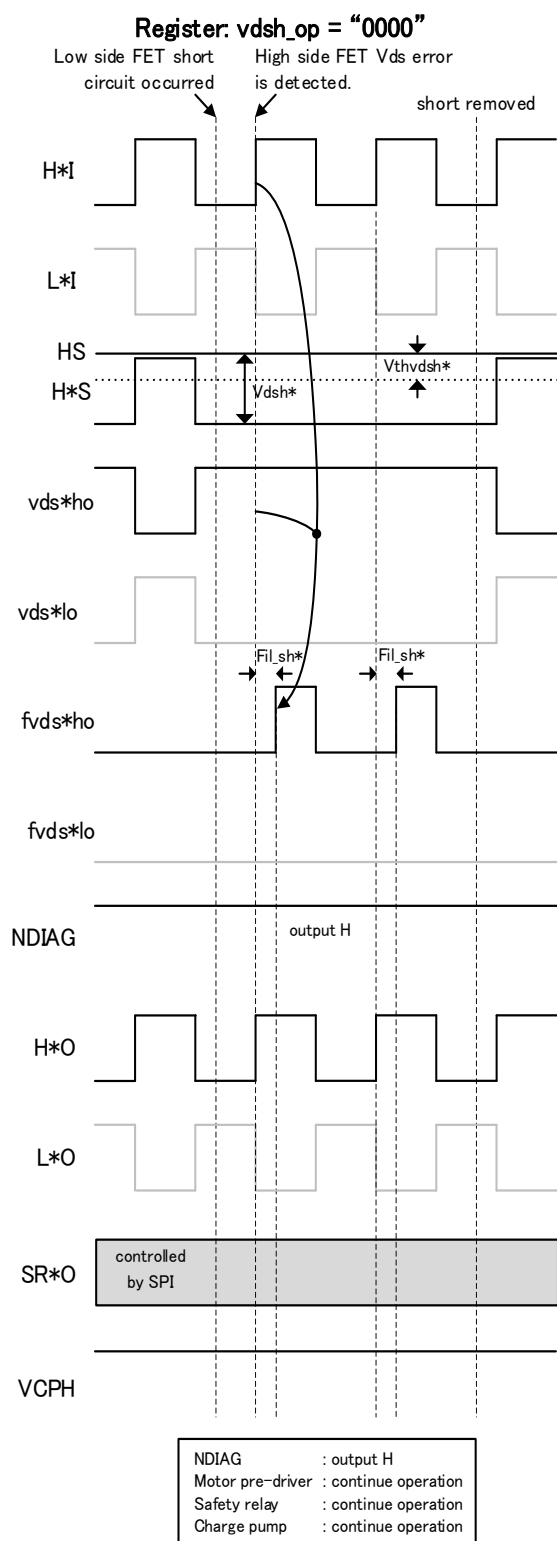 Register: vdsh_op = “0000”
Low side FET short
circuit occurred
High side FET Vds error
is detected.
short removed
H*I
L*I
HS
Vthvdsh*
H*S
Vdsh*
vds*ho
vds*lo
Fil_sh*
Fil_sh*
fvds*ho
fvds*lo
output H
NDIAG
H*O
L*O
controlled
by SPI
SR*O
VCPH
NDIAG : output H
Motor pre-driver : continue operation
Safety relay : continue operation
Charge pump : continue operation